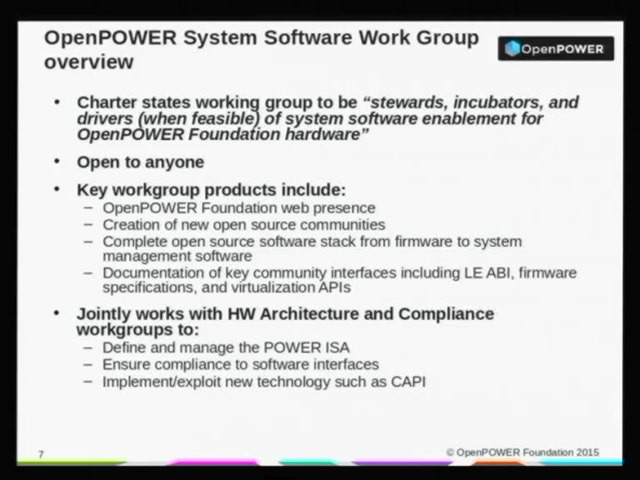 OpenPOWER System Software Work Group
overview
OpenPOWER
• Charter states working group to be “stewards, incubators, and
drivers (when feasible) of system software enablement for
OpenPOWER Foundation hardware”
• Open to anyone
• Key workgroup products include:
– OpenPOWER Foundation web presence
– Creation of new open source communities
– Complete open source software stack from firmware to system
management software
– Documentation of key community interfaces including LE ABI, firmware
specifications, and virtualization APIs
• Jointly works with HW Architecture and Compliance
workgroups to:
– Define and manage the POWER ISA
– Ensure compliance to software interfaces
– Implement/exploit new technology such as CAPI
7
© OpenPOWER Foundation 2015